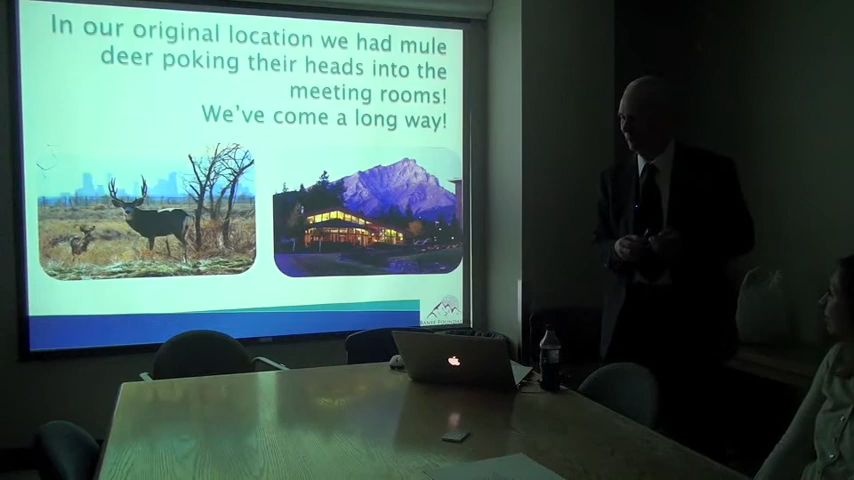 In our original location we had mule
deer poking their heads into the
meeting rooms!
We've come a long way!